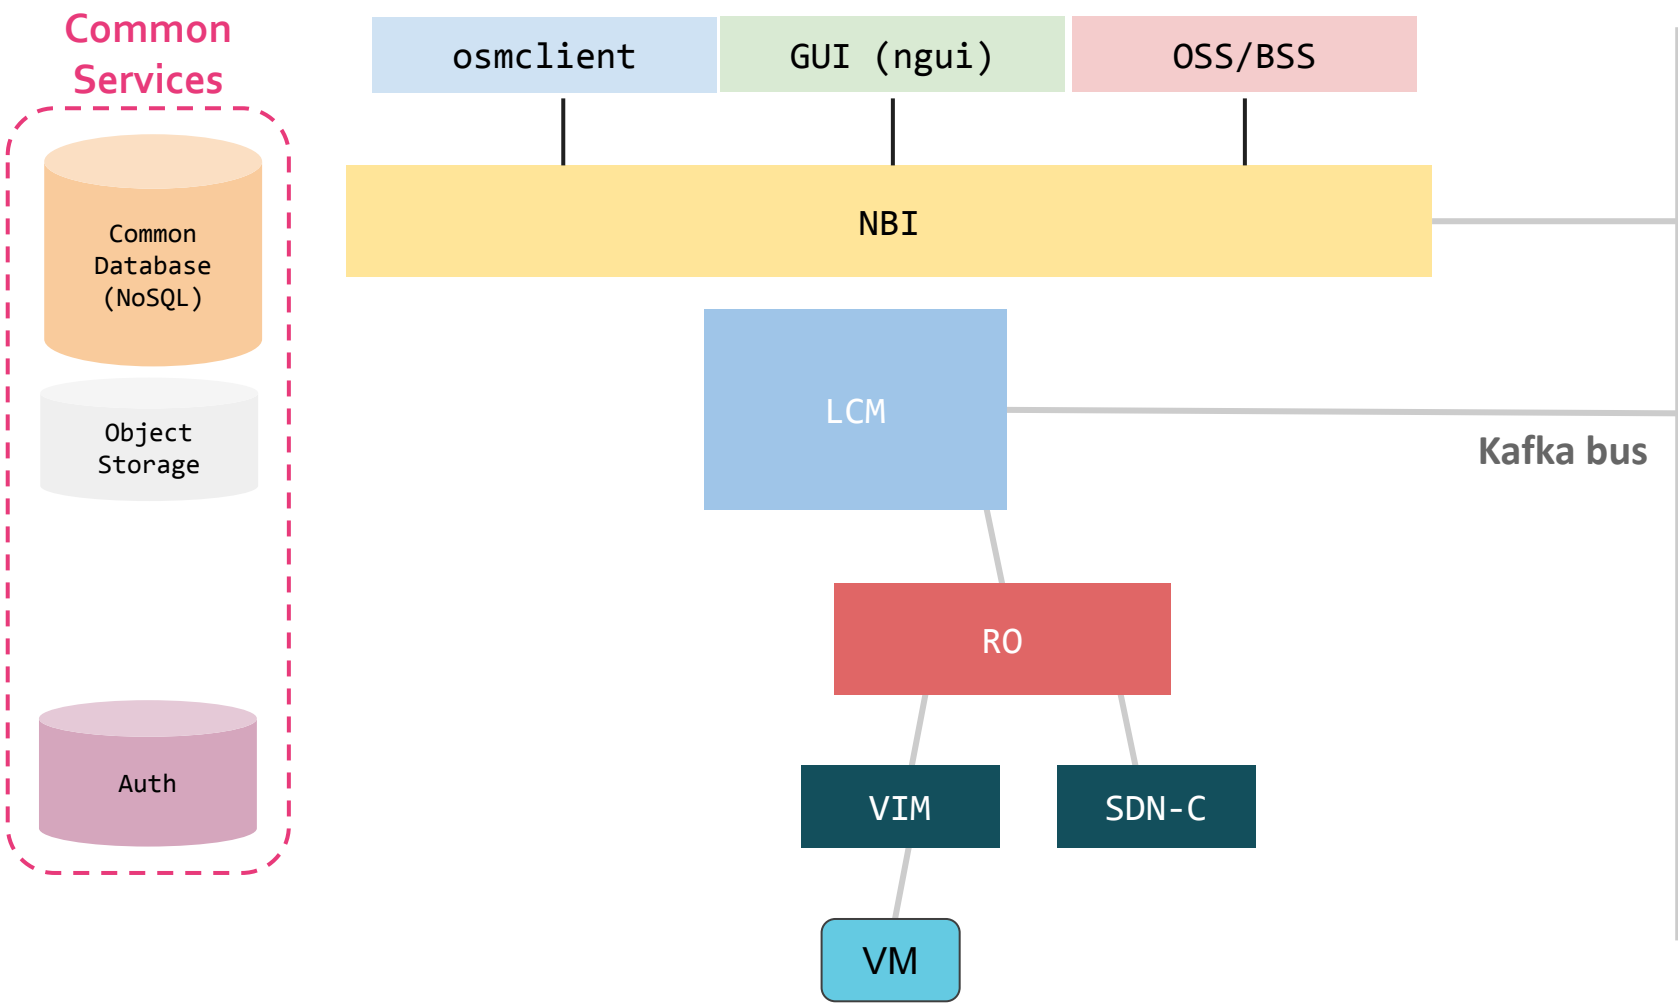 Common
Services
osmclient
GUI (ngui)
OSS/BSS
Common
Database
(NoSQL)
NBI
LCM
Object
Storage
Kafka bus
RO
Auth
VIM
SDN-C
VM